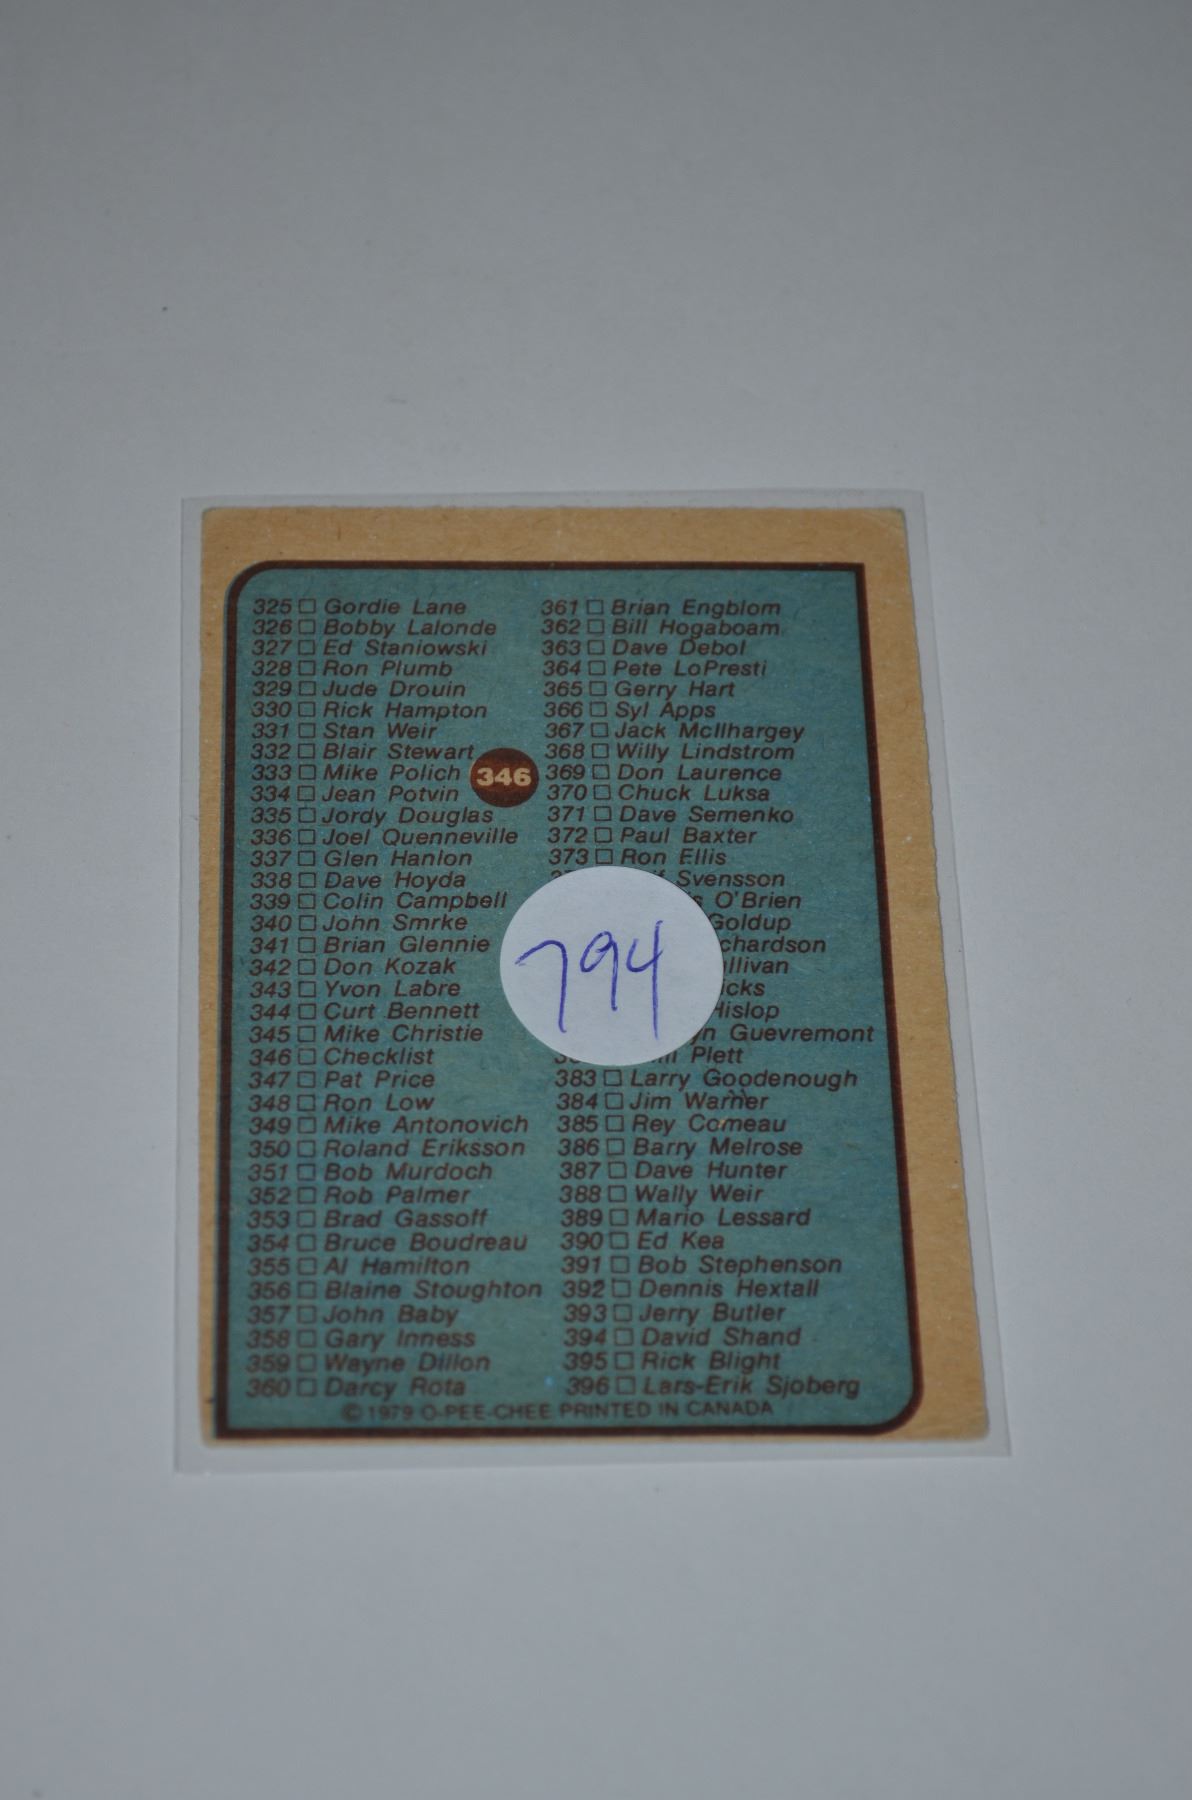 325 □ Gordie Lane
326 □ Bobby Lalonde
327 □ Ed Staniowski
328 □ Ron Plumb
329 □ Jude Drouin
330 □ Rick Hampton
331 □ Stan Weir
332 □ Blair Stewart
333 □ Mike Polich
334 □ Jean Potvin
335 □ Jordy Douglas
336 □ Joel Quenneville
337 □ Glen Hanlon
338 □ Dave Hoyda
339 □ Colin Campbell
340 □ John Smrke
341 □ Brian Glennie
342 □ Don Kozak
343 □ Yvon Labre
344 □ Curt Bennett
345 □ Mike Christie
346 □ Checklist
347 □ Pat Price
348 □ Ron Low
349 □ Mike Antonovich
350 □ Roland Eriksson
351 □ Bob Murdoch
352 □ Rob Palmer
353 □ Brad Gassoff
354 □ Bruce Boudreau
355 □ Al Hamilton
356 □ Blaine Stoughton
357 □ John Baby
358 □ Gary Inness
359 □ Wayne Dillon
360 □ Darcy Rota
346
361 □ Brian Engblom
362 □ Bill Hogaboam
363 □ Dave Debol
364 □ Pete LoPresti
365 □ Gerry Hart
366 □ Syl Apps
367 □ Jack McIlhargey
368 □ Willy Lindstrom
369 □ Don Laurence
370 □ Chuck Luksa
371 □ Dave Semenko
372 □ Paul Baxter
373 □ Ron Ellis
Svensson
O'Brien
Goldup
chardson
llivan
icks
Hislop
Guevremont
Plett
383 □ Larry Goodenough
384 □ Jim Warner
385 □ Rey Comeau
386 □ Barry Melrose
387 □ Dave Hunter
388 □ Wally Weir
389 □ Mario Lessard
390 □ Ed Kea
391 □ Bob Stephenson
392 □ Dennis Hextall
393 □ Jerry Butler
394 □ David Shand
395 □ Rick Blight
396 □ Lars-Erik Sjoberg
© 1979 O-PEE-CHEE PRINTED IN CANADA
794